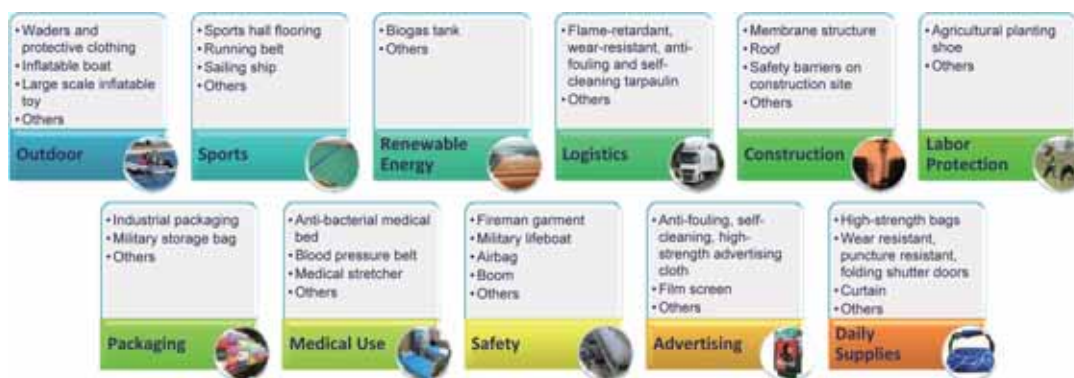 •Waders and
protective clothing
•Inflatable boat
•Large scale inflatable
toy
•Others
Outdoor
•Sports hall flooring
•Running belt
•Sailing ship
•Others
Sports
•Biogas tank
•Others
Renewable
Energy
•Flame-retardant,
wear-resistant, anti-
fouling and self-
cleaning tarpaulin
•Others
Logistics
•Membrane structure
•Roof
•Safety barriers on
construction site
•Others
Construction
•Agricultural planting
shoe
•Others
Labor
Protection
•Industrial packaging
•Military storage bag
•Others
Packaging
•Anti-bacterial medical
bed
•Blood pressure belt
•Medical stretcher
•Others
Medical Use
•Fireman garment
•Military lifeboat
•Airbag
•Boom
•Others
Safety
•Anti-fouling, self-
cleaning, high-
strength advertising
cloth
•Film screen
•Others
Advertising
•High-strength bags
•Wear resistant,
puncture resistant,
folding shutter doors
•Curtain
•Others
Daily
Supplies